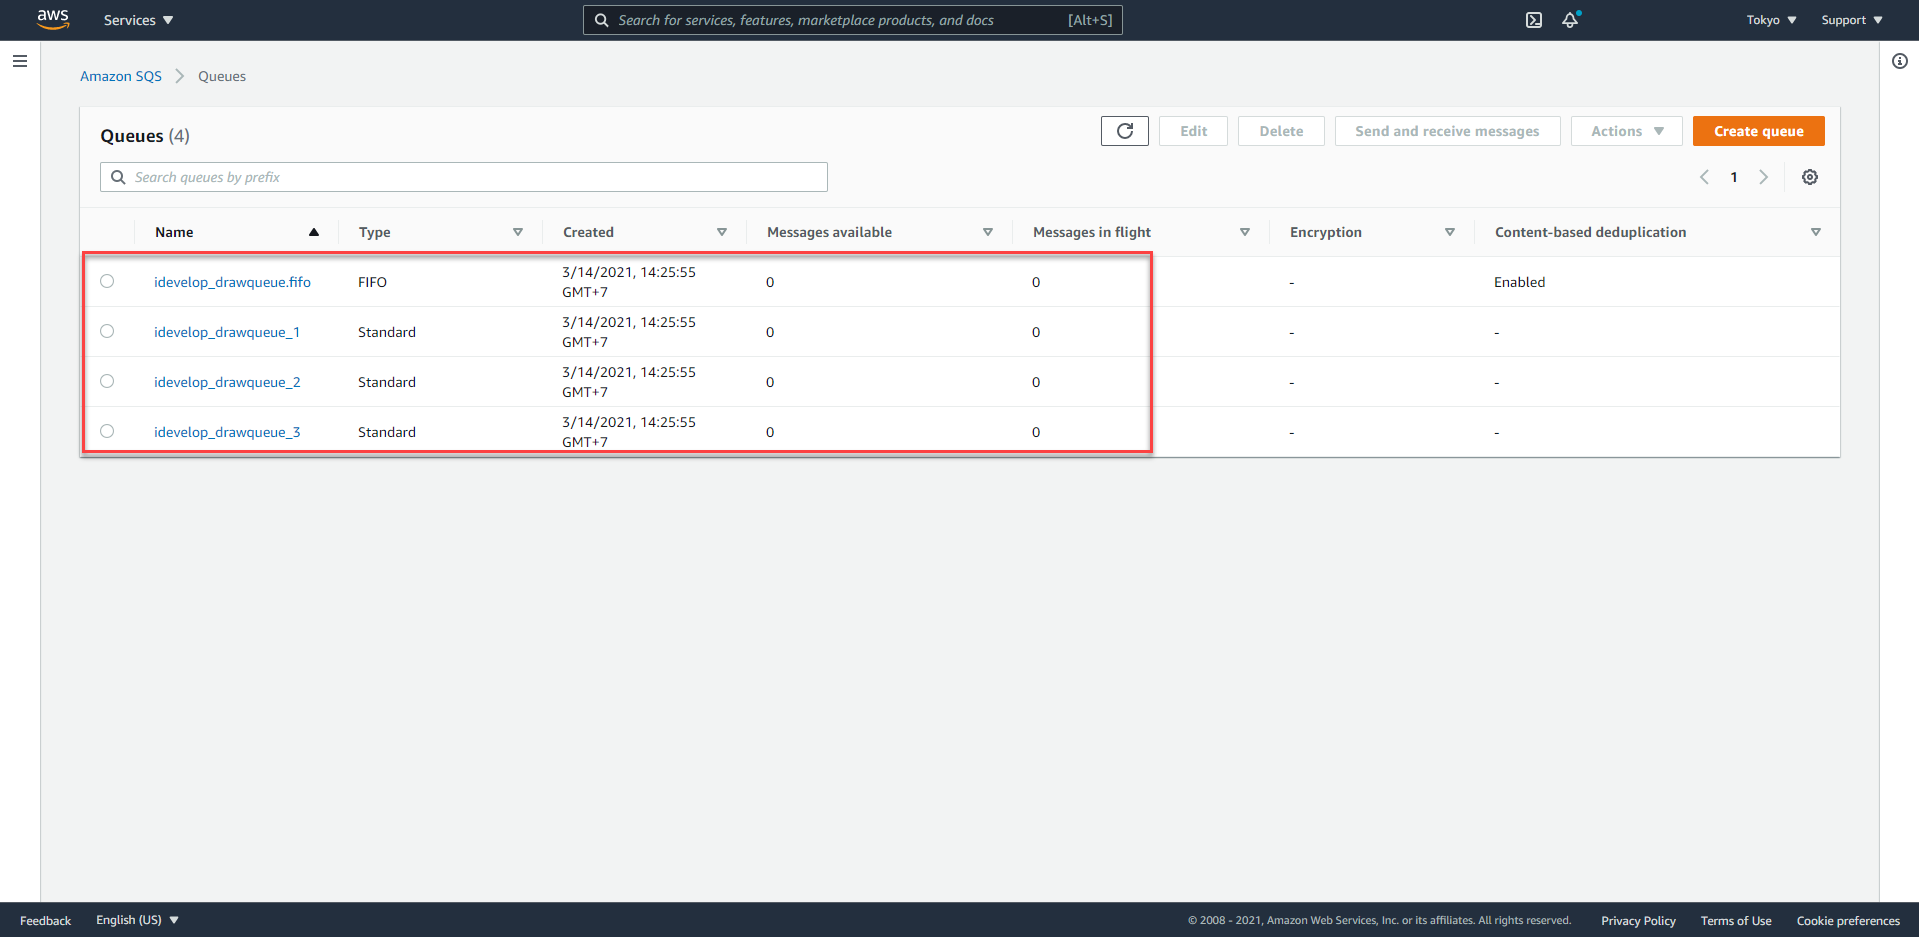 aws Services Search for services, features, marketplace products, and docs [Alt+S] Tokyo Support
Amazon SQS Queues
Queues (4) Edit Delete Send and receive messages Actions Create queue
Search queues by prefix 1
Name Type Created Messages available Messages in flight Encryption Content-based deduplication
idevelop_drawqueue.fifo FIFO 3/14/2021, 14:25:55 0 0 - Enabled
GMT+7
idevelop_drawqueue_1 Standard 3/14/2021, 14:25:55 0 0 - -
GMT+7
idevelop_drawqueue_2 Standard 3/14/2021, 14:25:55 0 0 - -
GMT+7
idevelop_drawqueue_3 Standard 3/14/2021, 14:25:55 0 0 - -
GMT+7
Feedback English (US) © 2008 - 2021, Amazon Web Services, Inc. or its affiliates. All rights reserved. Privacy Policy Terms of Use Cookie preferences